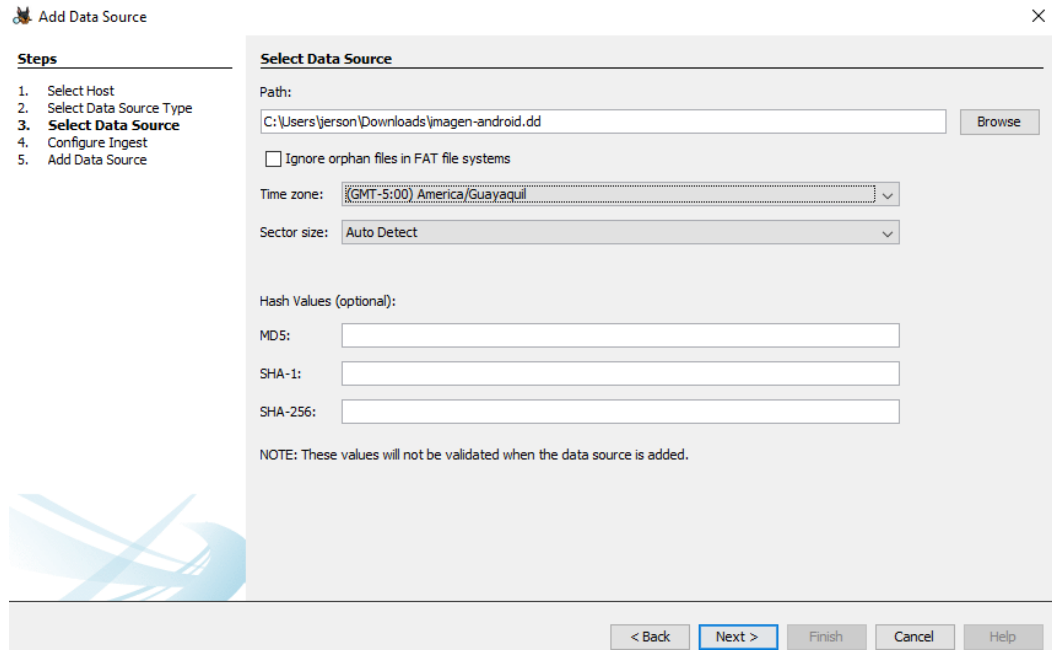 Add Data Source
Steps
1. Select Host
2. Select Data Source Type
3. Select Data Source
4. Configure Ingest
5. Add Data Source
Select Data Source
Path:
C:\Users\jerson\Downloads\imagen-android.dd
Browse
Ignore orphan files in FAT file systems
Time zone: (GMT-5:00) America/Guayaquil
Sector size: Auto Detect
Hash Values (optional):
MD5:
SHA-1:
SHA-256:
NOTE: These values will not be validated when the data source is added.
< Back Next > Finish Cancel Help